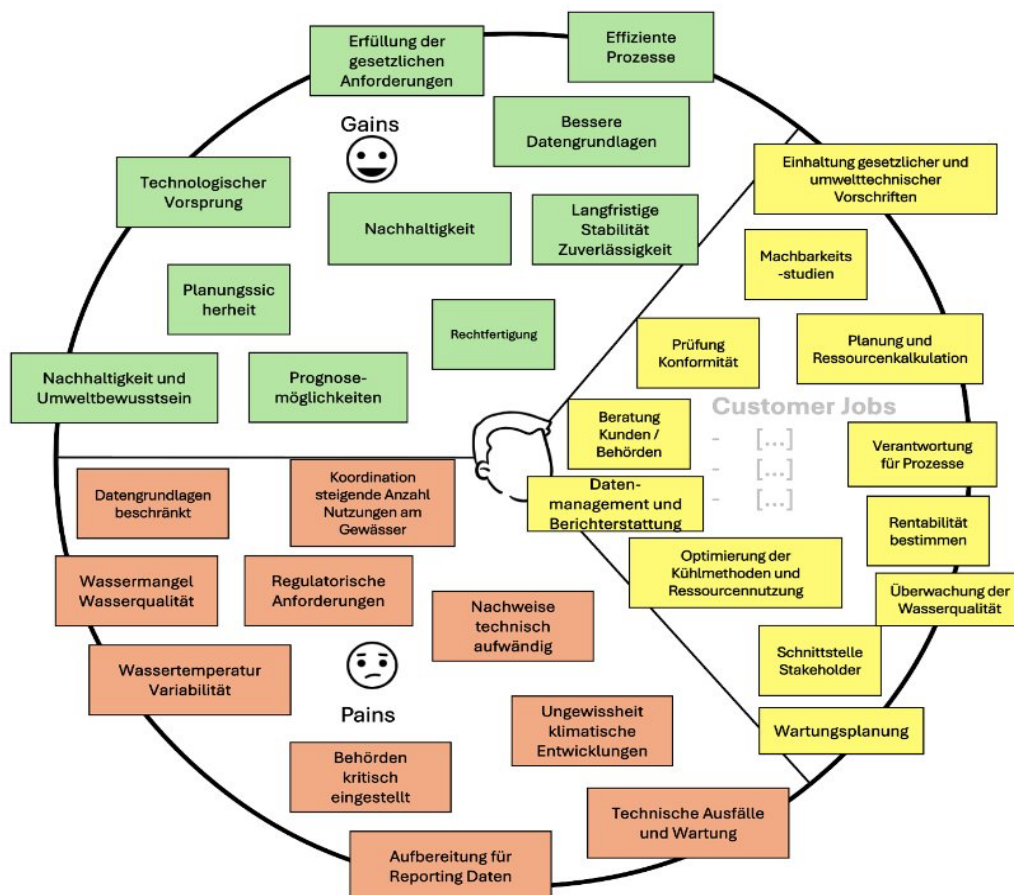 Erfüllung der
gesetzlichen
Anforderungen
Effiziente
Prozesse
Gains
Bessere
Datengrundlagen
Technologischer
Vorsprung
Nachhaltigkeit
Langfristige
Stabilität
Zuverlässigkeit
Planungssic
herheit
Rechtfertigung
Nachhaltigkeit und
Umweltbewusstsein
Prognose-
möglichkeiten
Einhaltung gesetzlicher und
umwelttechnischer
Vorschriften
Machbarkeits
-studien
Prüfung
Konformität
Planung und
Ressourcenkalkulation
Customer Jobs
- [...]
- [...]
- [...]
Beratung
Kunden /
Behörden
Verantwortung
für Prozesse
Daten-
management und
Berichterstattung
Rentabilität
bestimmen
Optimierung der
Kühlmethoden und
Ressourcennutzung
Überwachung der
Wasserqualität
Schnittstelle
Stakeholder
Wartungsplanung
Datengrundlagen
beschränkt
Koordination
steigende Anzahl
Nutzungen am
Gewässer
Wassermangel
Wasserqualität
Regulatorische
Anforderungen
Nachweise
technisch
aufwändig
Wassertemperatur
Variabilität
Pains
Ungewissheit
klimatische
Entwicklungen
Behörden
kritisch
eingestellt
Technische Ausfälle
und Wartung
Aufbereitung für
Reporting Daten